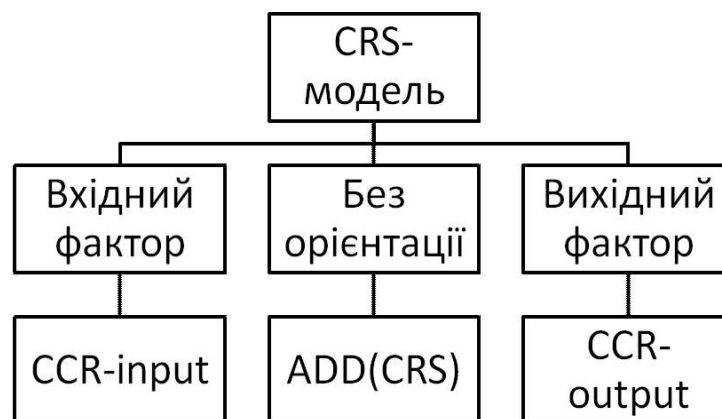 CRS-
модель
Вхідний
фактор
Без
орієнтації
Вихідний
фактор
CCR-input
ADD(CRS)
CCR-
output